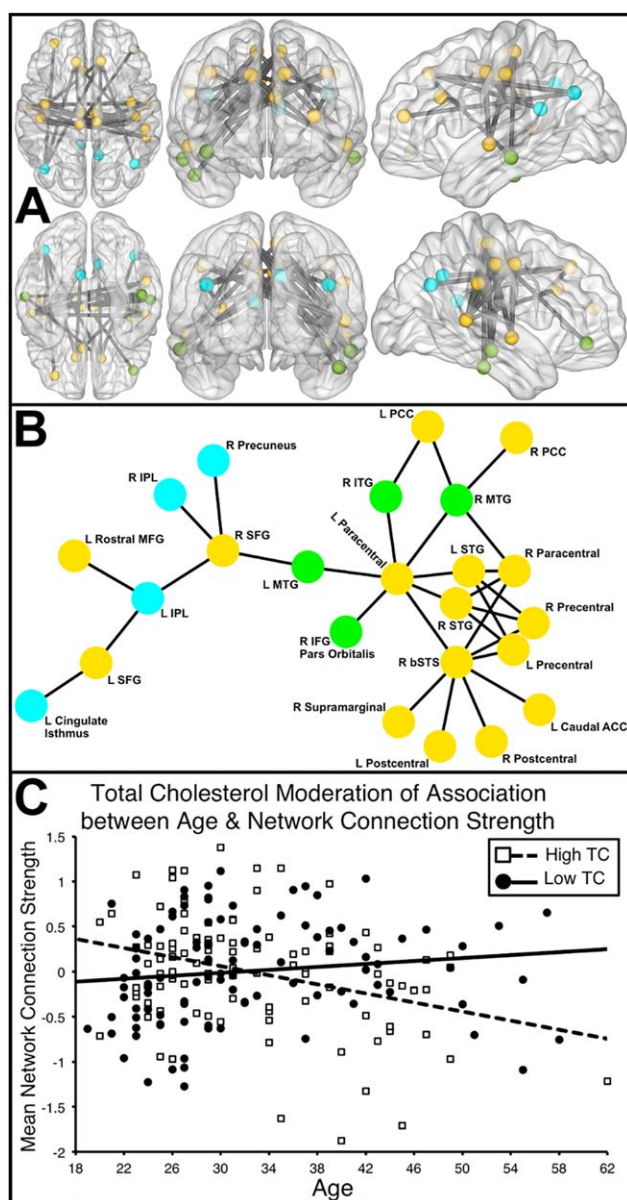 A
B
L PCC
R Precuneus
R PCC
R IPL
R ITG
R MTG
L Rostral MFG
R SFG
L Paracentral
L STG
R Paracentral
L MTG
L IPL
R STG
R Precentral
R IFG
Pars Orbitalis
R bSTS
L Precentral
L SFG
R Supramarginal
L Caudal ACC
L Cingulate
Isthmus
L Postcentral
R Postcentral
C
Total Cholesterol Moderation of Association
between Age & Network Connection Strength
Mean Network Connection Strength
1.5
1
0.5
0
-0.5
-1
-1.5
-2
High TC
Low TC
18 22 26 30 34 38 42 46 50 54 58 62
Age